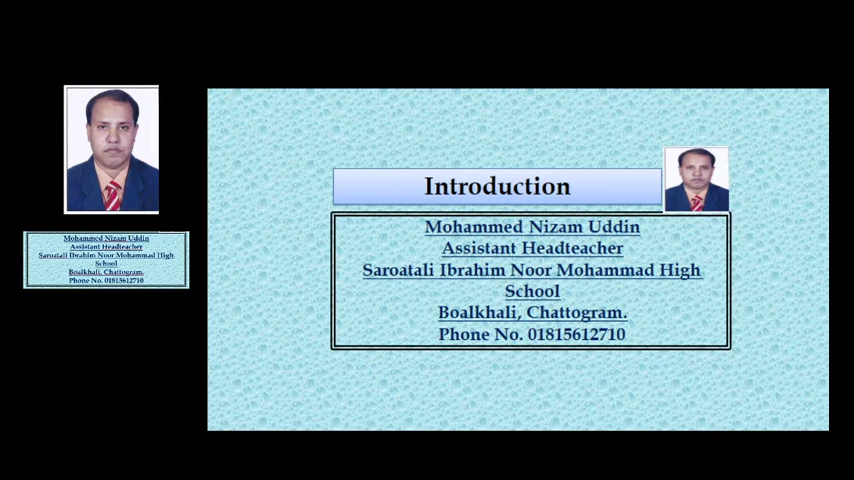 Mohammed Nizam Uddin
Assistant Headteacher
Saroatali Ibrahim Noor Mohammad High
School
Boalkhali, Chattogram.
Phone No. 01815612710
Introduction
Mohammed Nizam Uddin
Assistant Headteacher
Saroatali Ibrahim Noor Mohammad High
School
Boalkhali, Chattogram.
Phone No. 01815612710